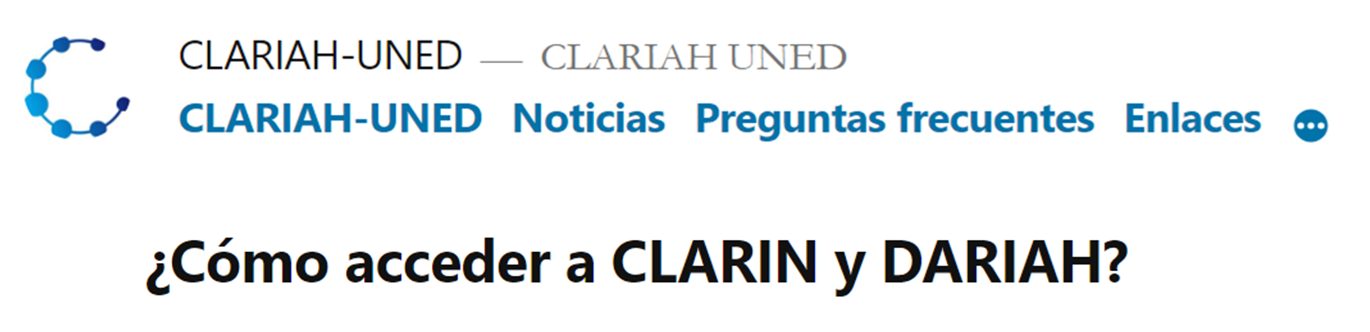 CLARIAH-UNED — CLARIAH UNED
CLARIAH-UNED Noticias Preguntas frecuentes Enlaces
¿Cómo acceder a CLARIN y DARIAH?